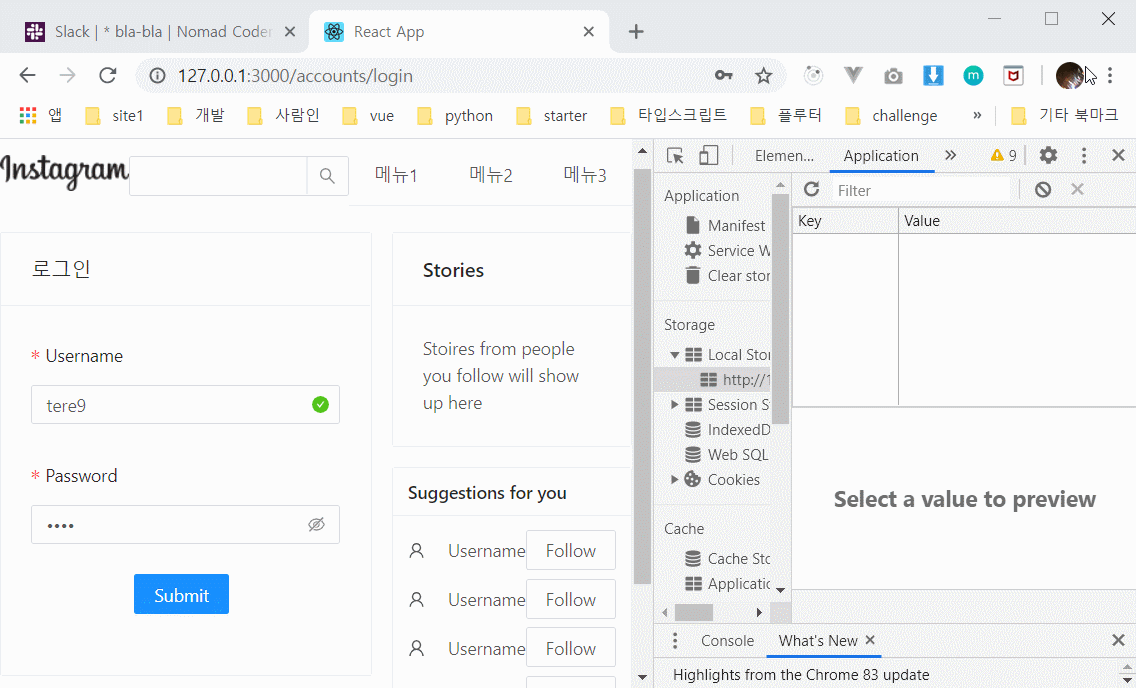 Slack | * bla-bla | Nomad Coder
React App
127.0.0.1:3000/accounts/login
앱 site1 개발 사람인 vue python starter 타입스크립트 플루터 challenge » 기타 북마크
Instagram
메뉴1 메뉴2 메뉴3
로그인
* Username
tere9
* Password
••••
Submit
Stories
Stoires from people
you follow will show
up here
Suggestions for you
Username Follow
Username Follow
Username Follow
Elemen... Application » 9
Application
Manifest
Service W
Clear stor
Storage
Local Stor
http://1
Session S
IndexedD
Web SQL
Cookies
Cache
Cache Sto
Applicatic
Filter
Key Value
Select a value to preview
Console What's New
Highlights from the Chrome 83 update